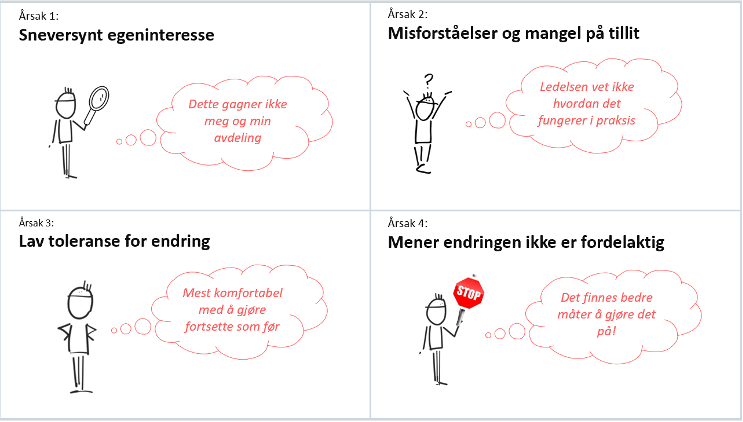 Årsak 1:
Sneversynt egeninteresse
Dette gagner ikke
meg og min
avdeling
Årsak 2:
Misforståelser og mangel på tillit
?
Ledelsen vet ikke
hvordan det
fungerer i praksis
Årsak 3:
Lav toleranse for endring
Mest komfortabel
med å gjøre
fortsette som før
Årsak 4:
Mener endringen ikke er fordelaktig
STOP
Det finnes bedre
måter å gjøre det
på!